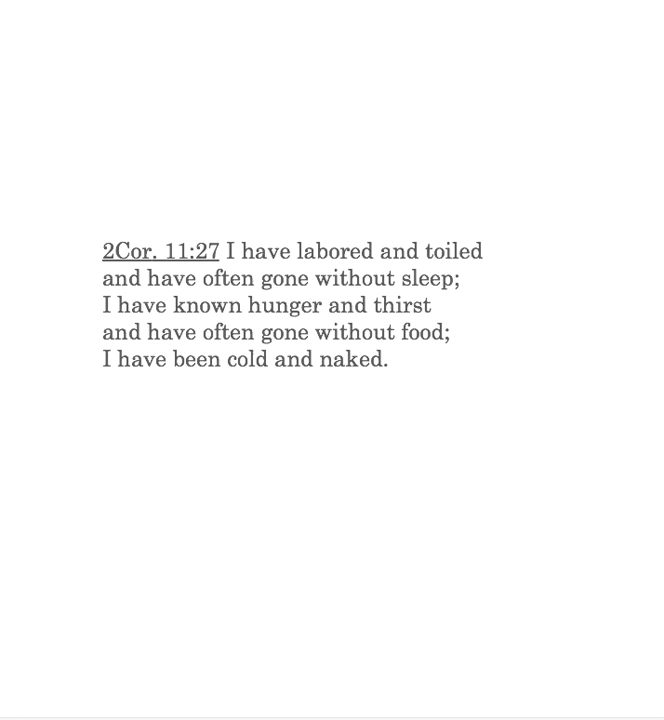 2Cor. 11:27 I have labored and toiled
and have often gone without sleep;
I have known hunger and thirst
and have often gone without food;
I have been cold and naked.